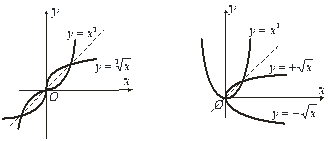 y
y = x³
y = ∛x
x
O
y
y = x²
y = +√x
x
O
y = −√x